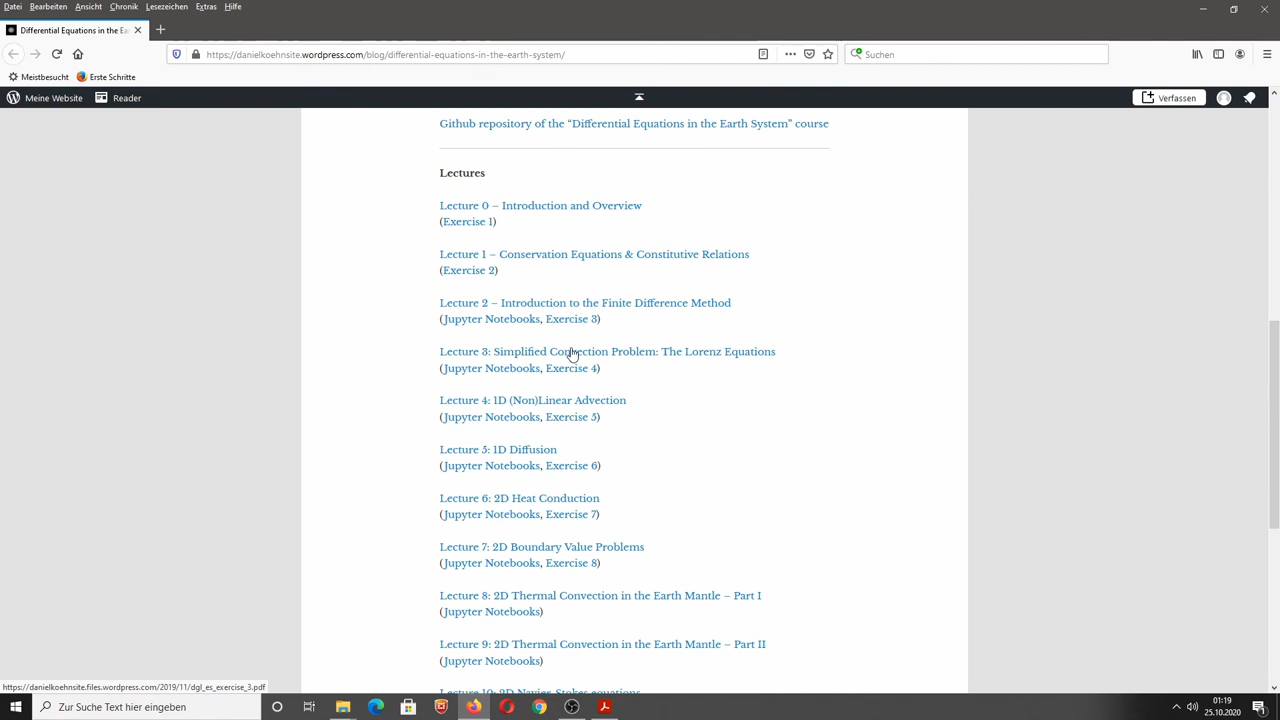 Datei Bearbeiten Ansicht Chronik Lesezeichen Extras Hilfe
Differential Equations in the Ea
https://danielkoehnsite.wordpress.com/blog/differential-equations-in-the-earth-system/
Suchen
Meistbesucht Erste Schritte
Meine Website Reader Verfassen
Github repository of the “Differential Equations in the Earth System” course
Lectures
Lecture 0 – Introduction and Overview
(Exercise 1)
Lecture 1 – Conservation Equations & Constitutive Relations
(Exercise 2)
Lecture 2 – Introduction to the Finite Difference Method
(Jupyter Notebooks, Exercise 3)
Lecture 3: Simplified Convection Problem: The Lorenz Equations
(Jupyter Notebooks, Exercise 4)
Lecture 4: 1D (Non)Linear Advection
(Jupyter Notebooks, Exercise 5)
Lecture 5: 1D Diffusion
(Jupyter Notebooks, Exercise 6)
Lecture 6: 2D Heat Conduction
(Jupyter Notebooks, Exercise 7)
Lecture 7: 2D Boundary Value Problems
(Jupyter Notebooks, Exercise 8)
Lecture 8: 2D Thermal Convection in the Earth Mantle – Part I
(Jupyter Notebooks)
Lecture 9: 2D Thermal Convection in the Earth Mantle – Part II
(Jupyter Notebooks)
Lecture 10: 2D Navier-Stokes equations
https://danielkoehnsite.files.wordpress.com/2019/11/dgl_es_exercise_3.pdf
Zur Suche Text hier eingeben
01:19
25.10.2020